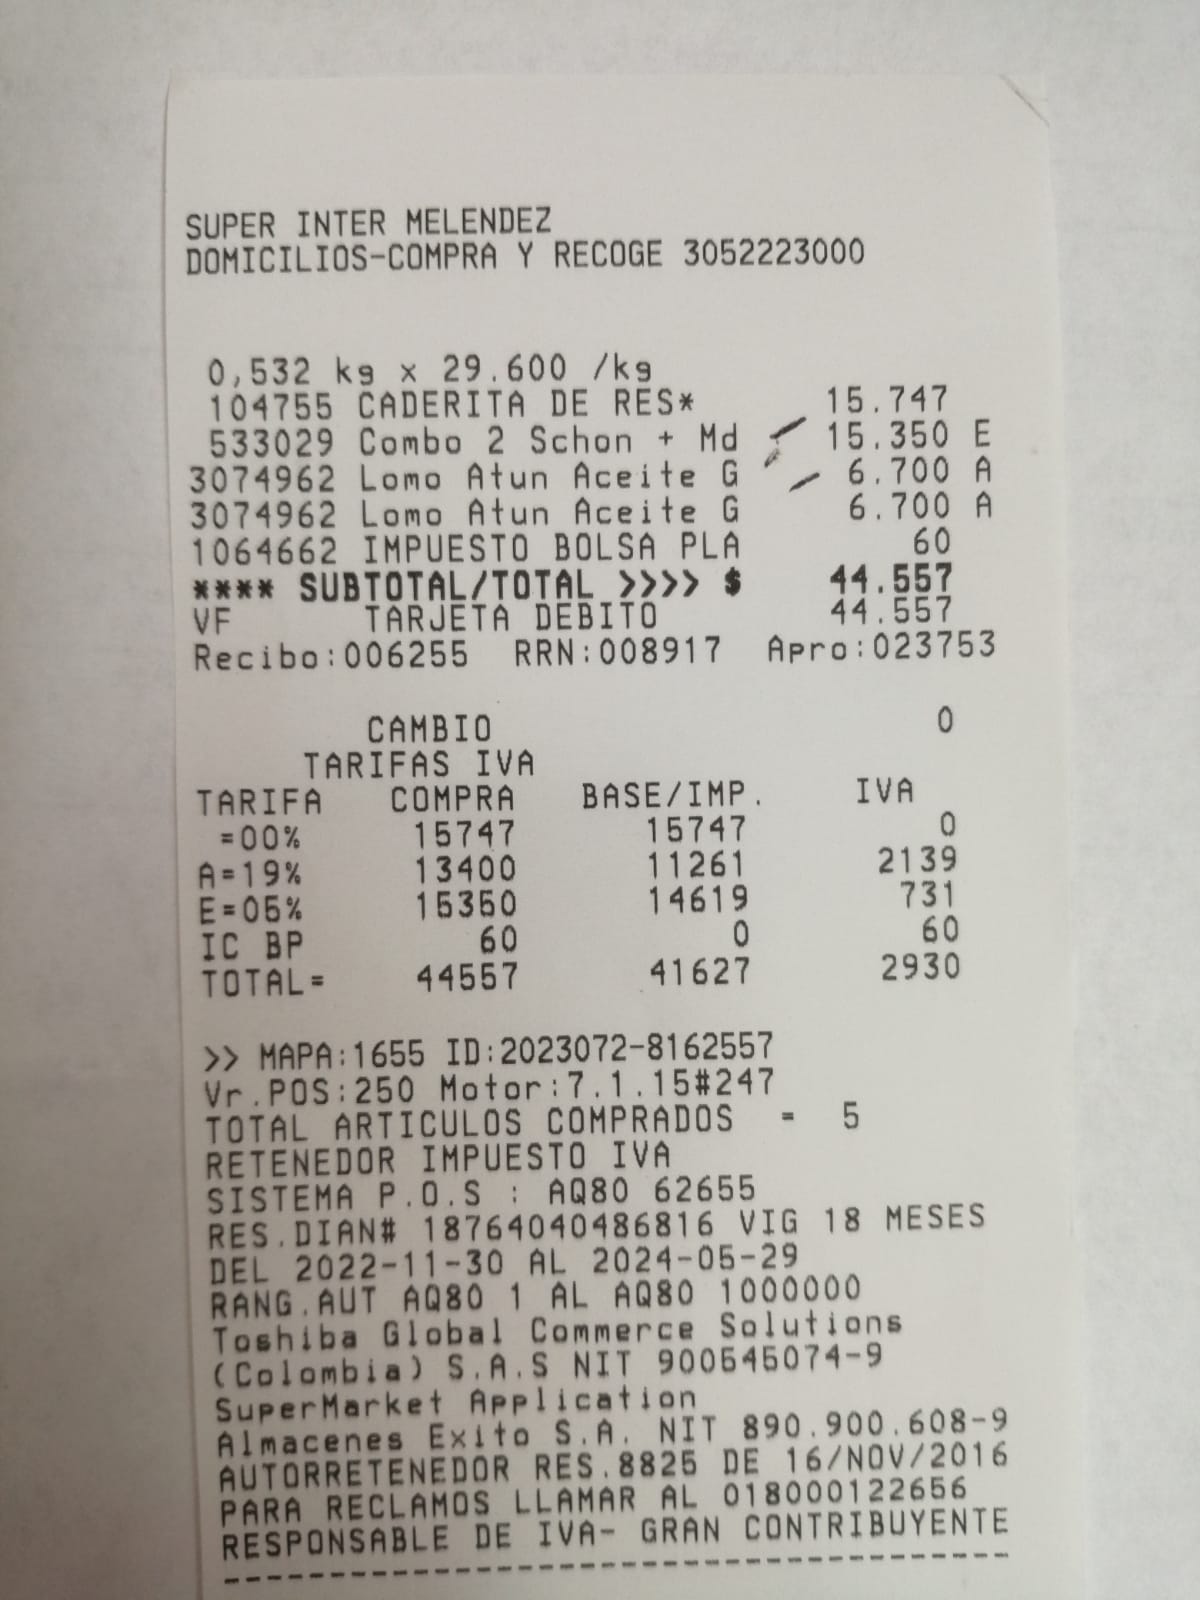 SUPER INTER MELENDEZ
DOMICILIOS-COMPRA Y RECOGE 3052223000
0,532 kg x 29.600 /kg
104755 CADERITA DE RES* 15.747
533029 Combo 2 Schon + Md 15.350 E
3074962 Lomo Atun Aceite G 6.700 A
3074962 Lomo Atun Aceite G 6.700 A
1064662 IMPUESTO BOLSA PLA 60
**** SUBTOTAL/TOTAL >>>> $ 44.557
VF TARJETA DEBITO 44.557
Recibo:006255 RRN:008917 Apro:023753
CAMBIO 0
TARIFAS IVA
TARIFA COMPRA BASE/IMP. IVA
=00% 15747 15747 0
A=19% 13400 11261 2139
E=05% 15350 14619 731
IC BP 60 0 60
TOTAL= 44557 41627 2930
>> MAPA:1655 ID:2023072-8162557
Vr.POS:250 Motor:7.1.15#247
TOTAL ARTICULOS COMPRADOS = 5
RETENEDOR IMPUESTO IVA
SISTEMA P.O.S : AQ80 62655
RES.DIAN# 18764040486816 VIG 18 MESES
DEL 2022-11-30 AL 2024-05-29
RANG.AUT AQ80 1 AL AQ80 1000000
Toshiba Global Commerce Solutions
(Colombia) S.A.S NIT 900545074-9
SuperMarket Application
Almacenes Exito S.A. NIT 890.900.608-9
AUTORRETENEDOR RES.8825 DE 16/NOV/2016
PARA RECLAMOS LLAMAR AL 018000122656
RESPONSABLE DE IVA- GRAN CONTRIBUYENTE
--------------------------------------